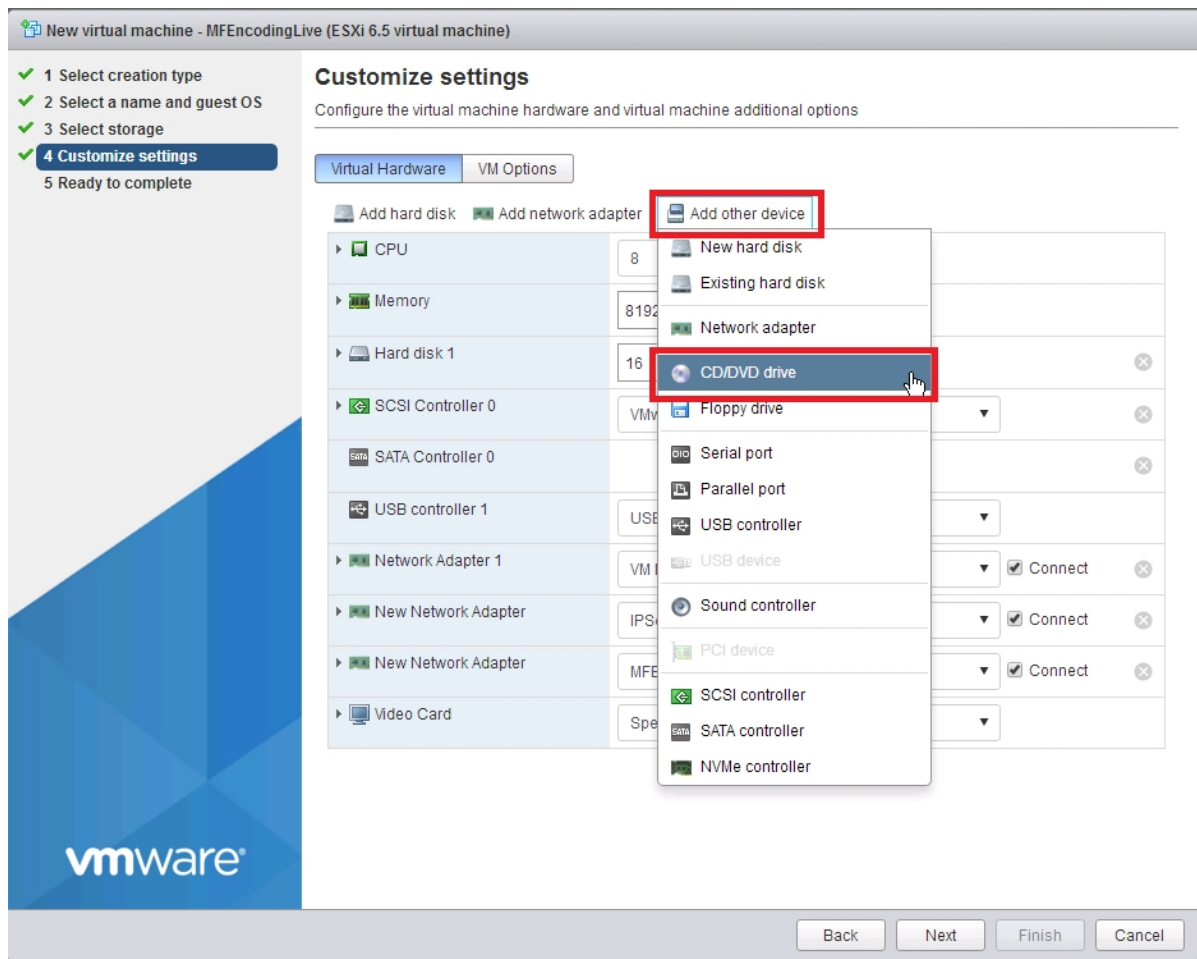 New virtual machine - MFEncodingLive (ESXi 6.5 virtual machine)
1 Select creation type
2 Select a name and guest OS
3 Select storage
4 Customize settings
5 Ready to complete
Customize settings
Configure the virtual machine hardware and virtual machine additional options
Virtual Hardware VM Options
Add hard disk Add network adapter Add other device
CPU
8
Memory
8192
Hard disk 1
16
SCSI Controller 0
SATA
SATA Controller 0
USB controller 1
USB
Network Adapter 1
VM
Connect
New Network Adapter
Connect
New Network Adapter
Connect
Video Card
Spe
New hard disk
Existing hard disk
Network adapter
CD/DVD drive
Floppy drive
Serial port
Parallel port
USB controller
USB device
Sound controller
PCI device
SCSI controller
SATA
SATA controller
NVMe controller
vmware®
Back Next Finish Cancel